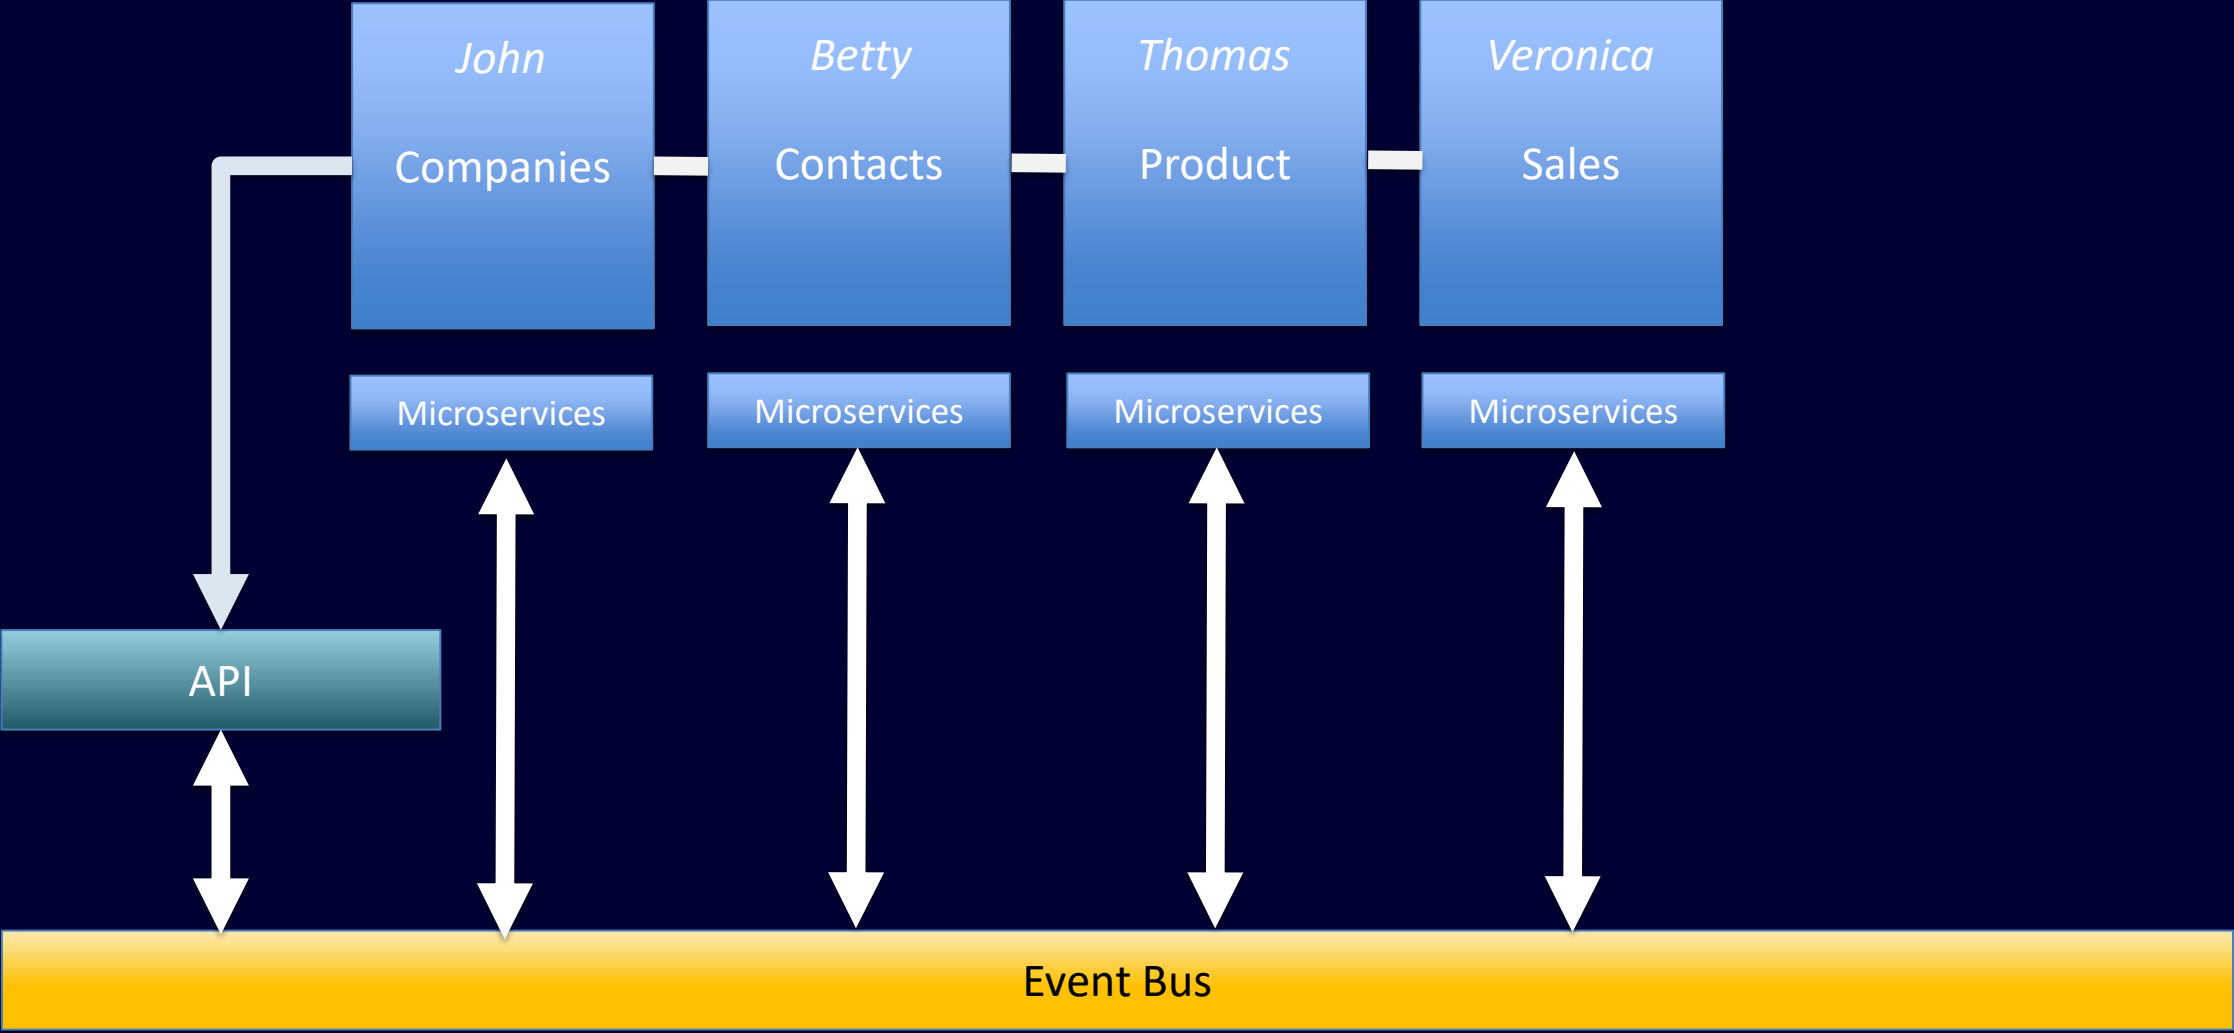 John
Companies
Betty
Contacts
Thomas
Product
Veronica
Sales
Microservices
Microservices
Microservices
Microservices
API
Event Bus